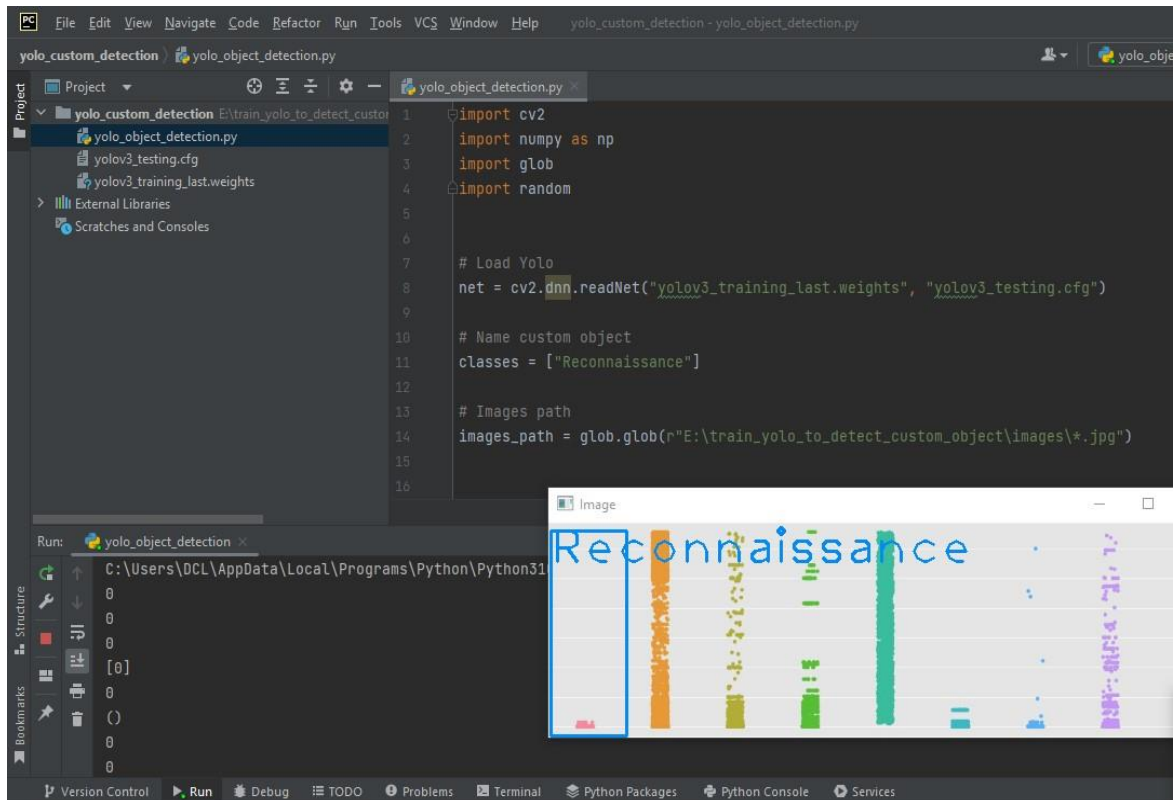 PC File Edit View Navigate Code Refactor Run Tools VCS Window Help yolo_custom_detection - yolo_object_detection.py
yolo_custom_detection yolo_object_detection.py yolo_obje
Project Project yolo_object_detection.py
yolo_custom_detection E:\train_yolo_to_detect_custor
yolo_object_detection.py
yolov3_testing.cfg
yolov3_training_last.weights
External Libraries
Scratches and Consoles
1 import cv2
2 import numpy as np
3 import glob
4 import random
5
6
7 # Load Yolo
8 net = cv2.dnn.readNet("yolov3_training_last.weights", "yolov3_testing.cfg")
9
10 # Name custom object
11 classes = ["Reconnaissance"]
12
13 # Images path
14 images_path = glob.glob(r"E:\train_yolo_to_detect_custom_object\images\*.jpg")
15
16
Image
Reconnaissance
Run: yolo_object_detection
C:\Users\DCL\AppData\Local\Programs\Python\Python31
0
0
0
[0]
0
()
0
0
Structure
Bookmarks
Version Control Run Debug TODO Problems Terminal Python Packages Python Console Services